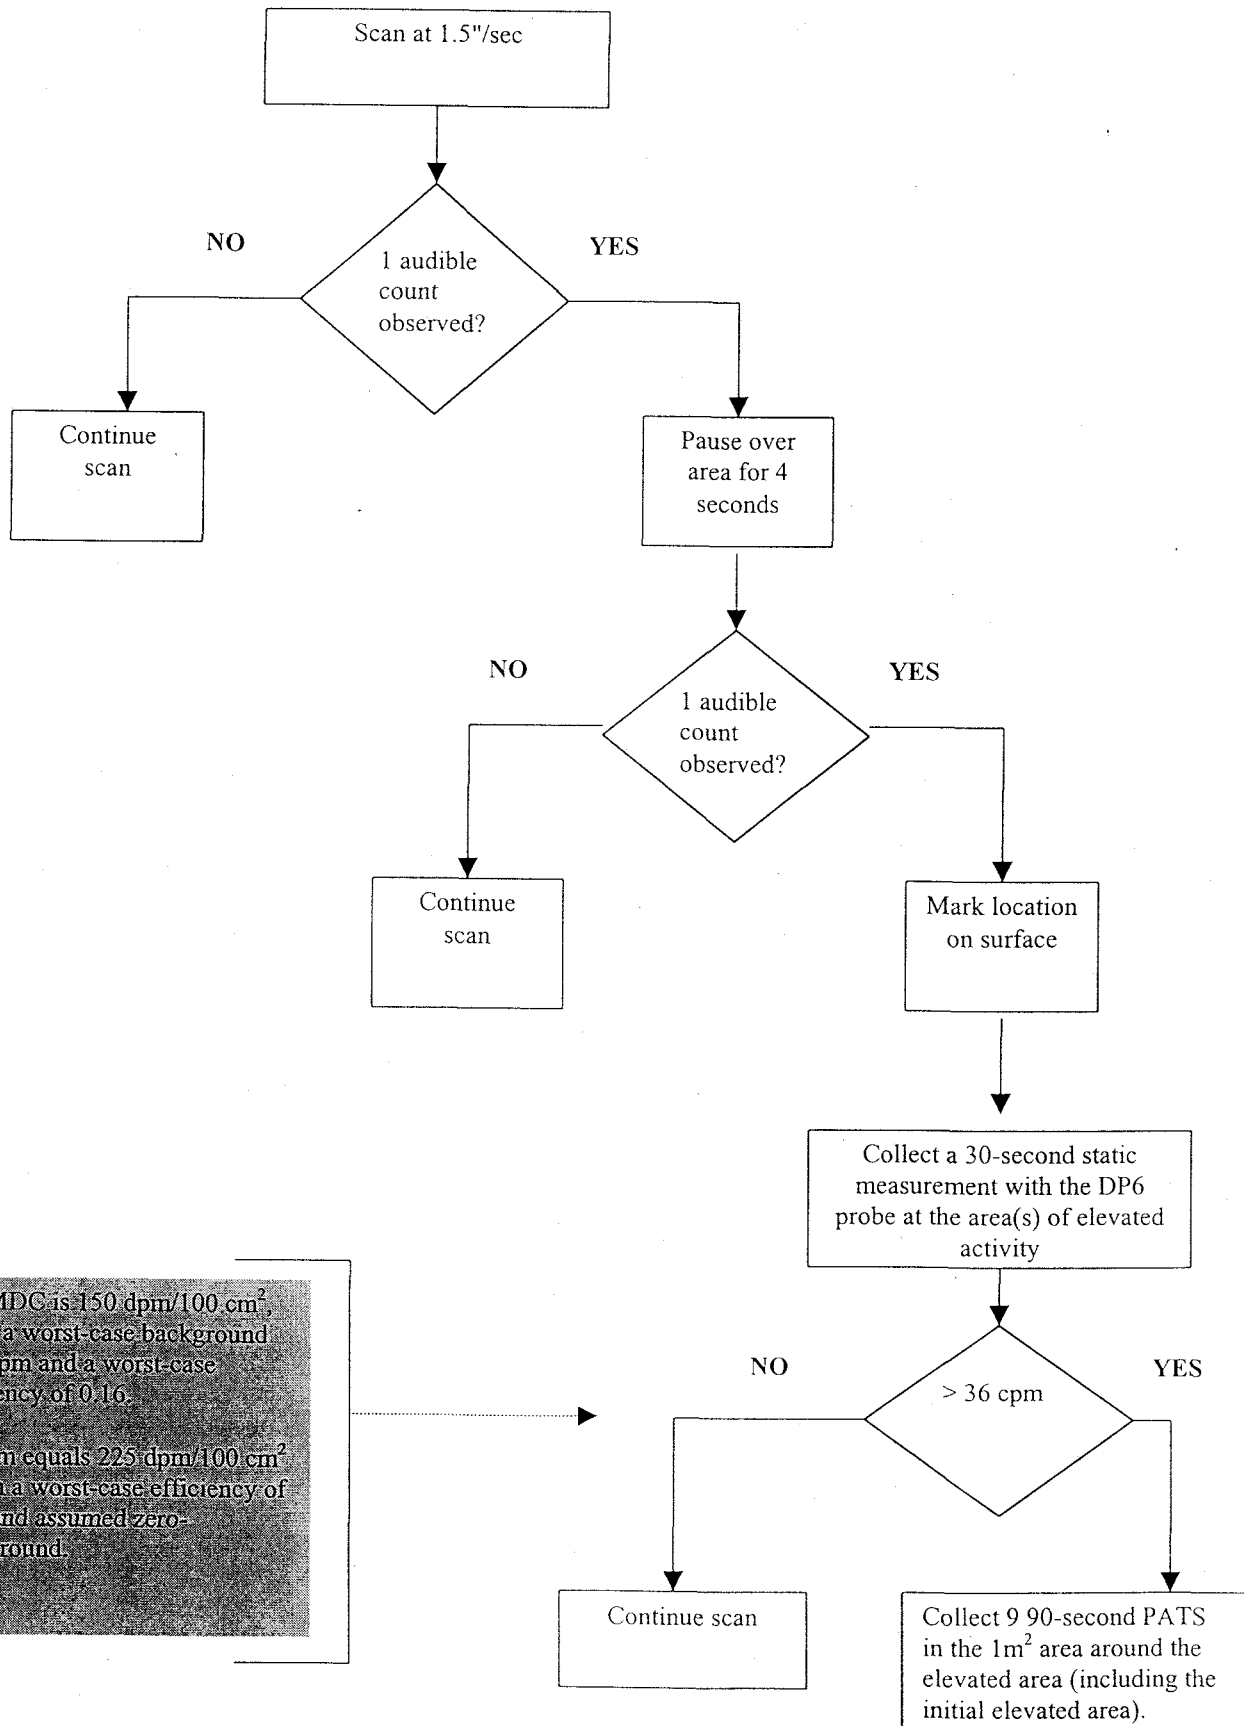 Scan at 1.5"/sec
NO
YES
1 audible
count
observed?
Continue
scan
Pause over
area for 4
seconds
NO
YES
1 audible
count
observed?
Continue
scan
Mark location
on surface
Collect a 30-second static
measurement with the DP6
probe at the area(s) of elevated
activity
MDC is 150 dpm/100 cm²,
a worst-case background
pm and a worst-case
ency of 0.16.
m equals 225 dpm/100 cm²
a worst-case efficiency of
nd assumed zero-
round.
NO
YES
> 36 cpm
Continue scan
Collect 9 90-second PATS
in the 1m² area around the
elevated area (including the
initial elevated area).